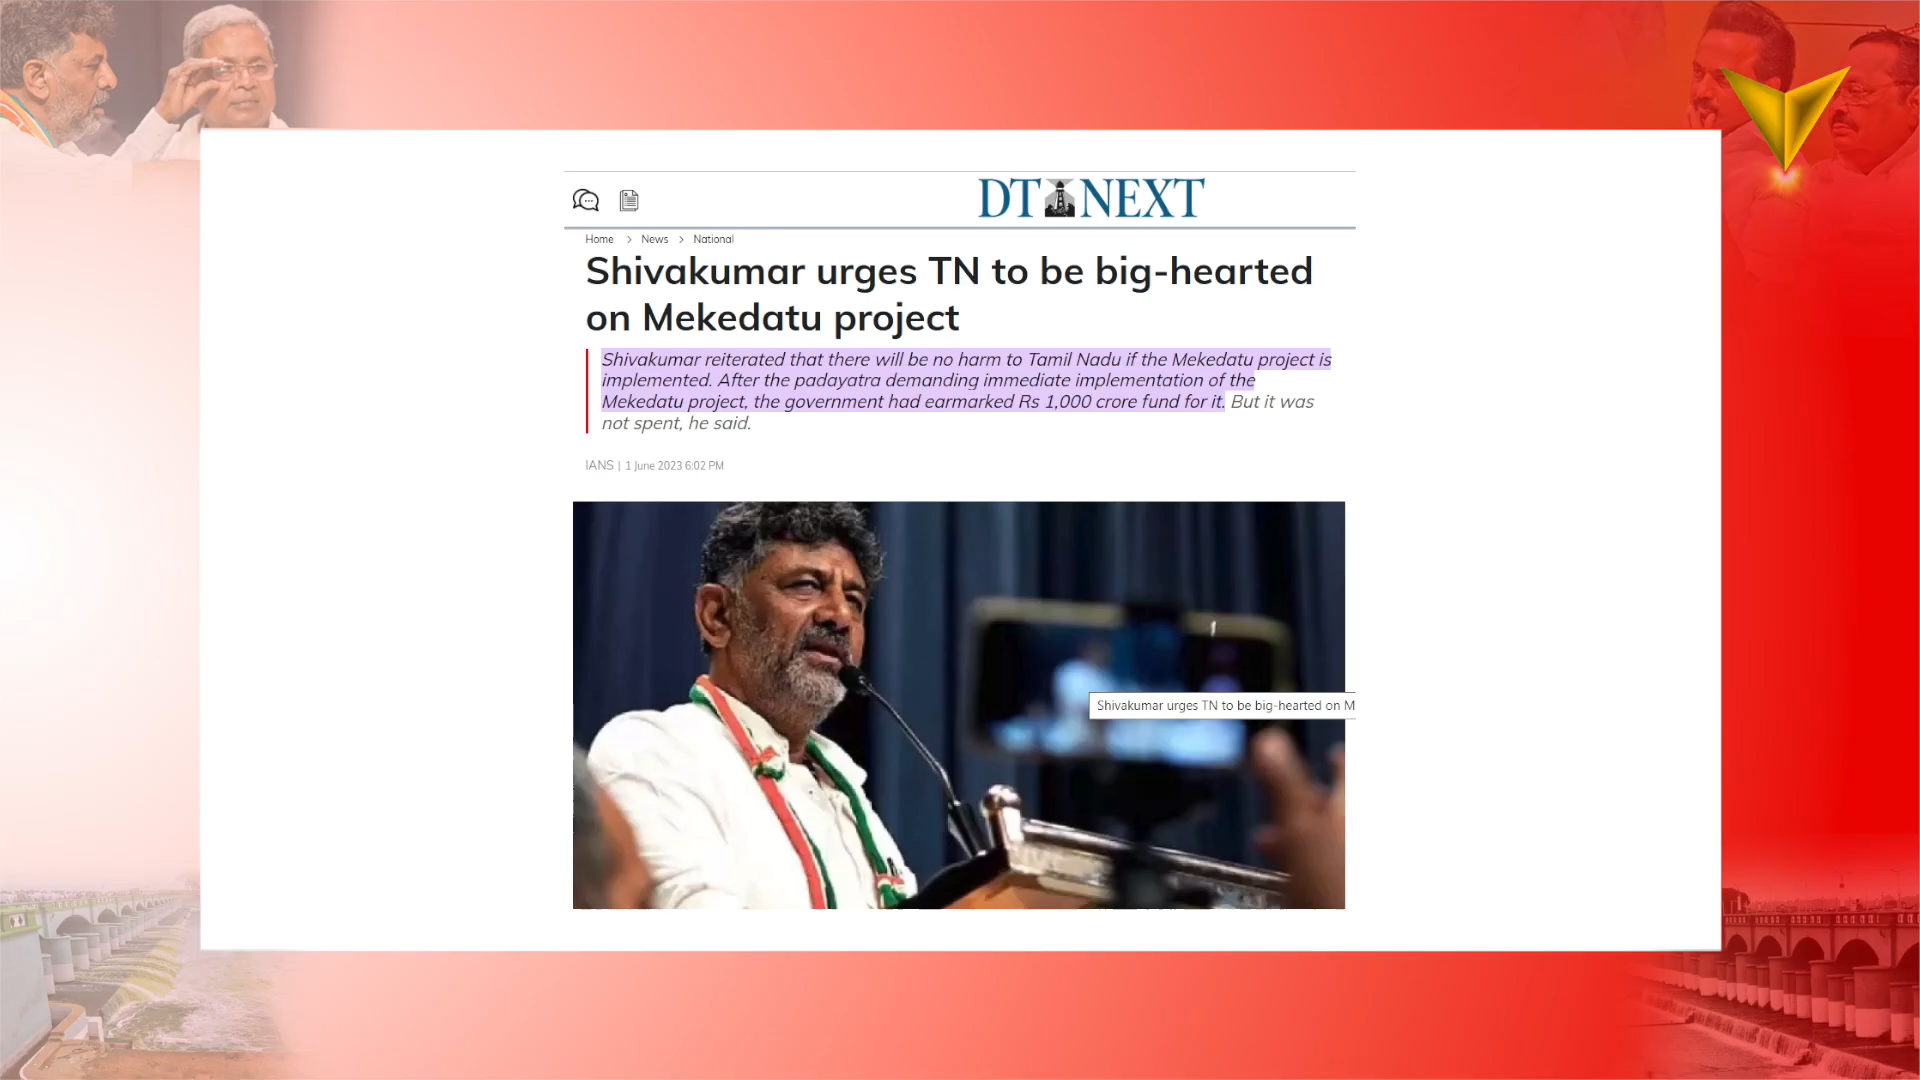 DT NEXT
Home > News > National
Shivakumar urges TN to be big-hearted
on Mekedatu project
Shivakumar reiterated that there will be no harm to Tamil Nadu if the Mekedatu project is
implemented. After the padayatra demanding immediate implementation of the
Mekedatu project, the government had earmarked Rs 1,000 crore fund for it. But it was
not spent, he said.
IANS | 1 June 2023 6:02 PM
Shivakumar urges TN to be big-hearted on M